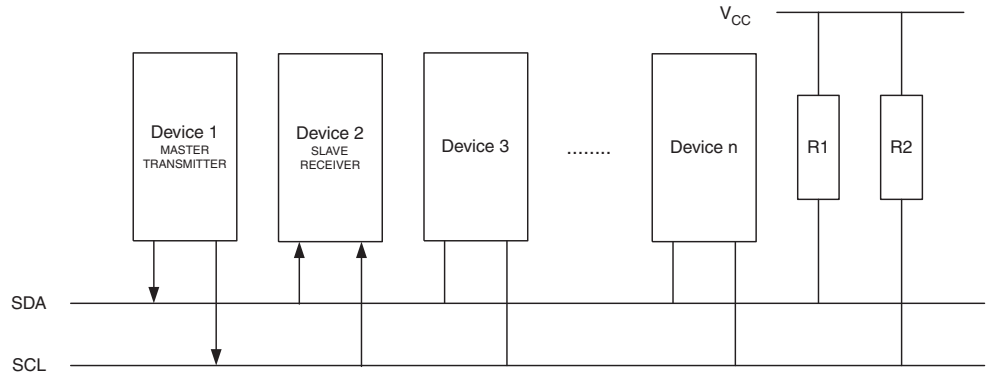 VCC
Device 1
MASTER
TRANSMITTER
Device 2
SLAVE
RECEIVER
Device 3
........
Device n
R1
R2
SDA
SCL